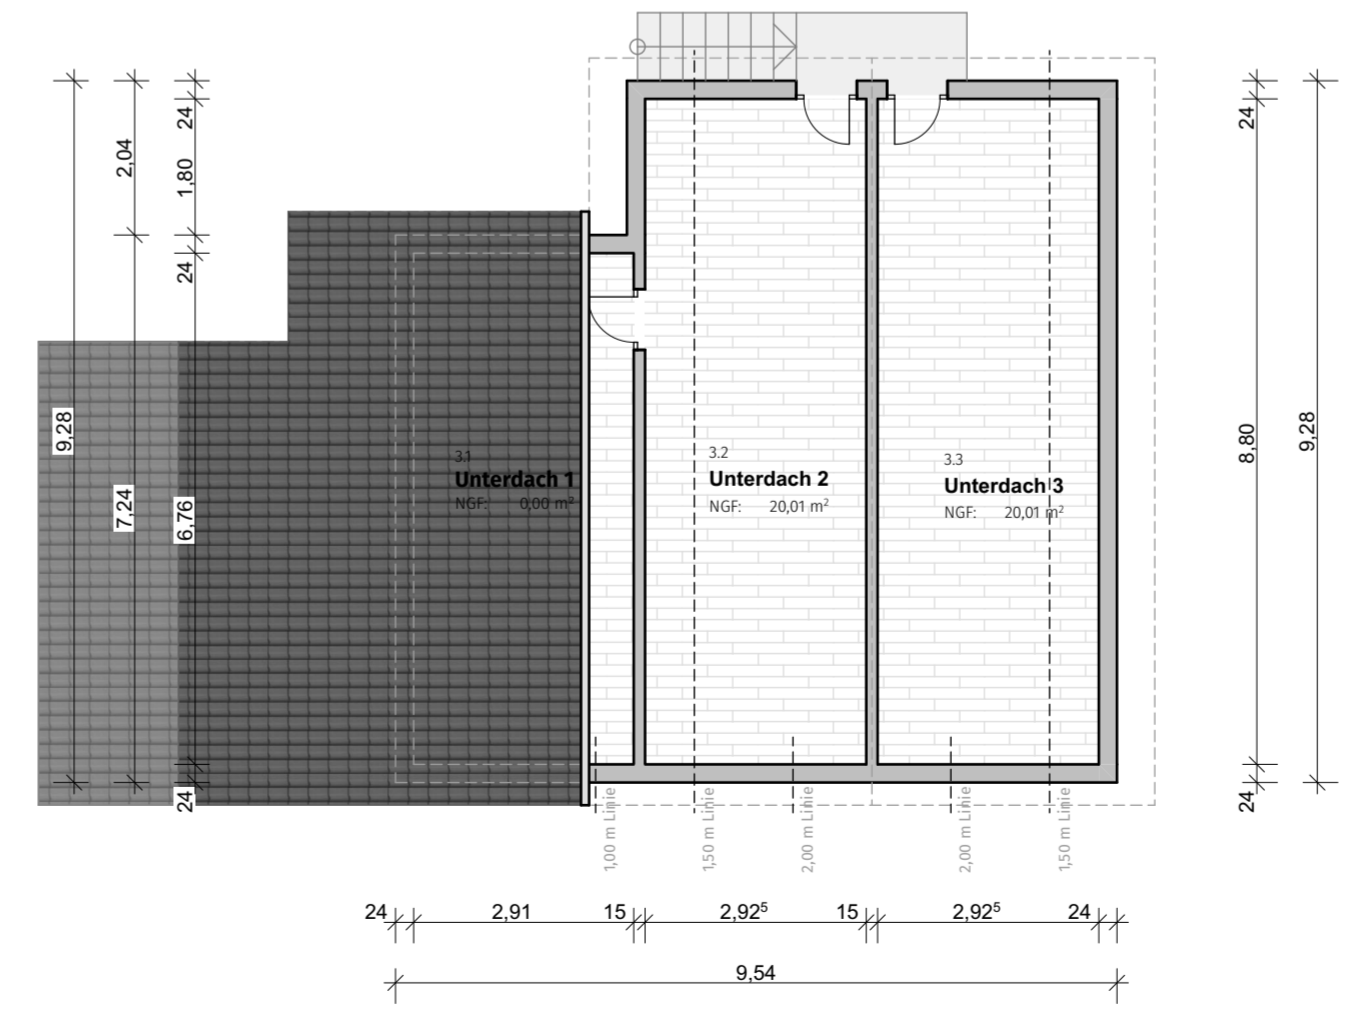 24
2,04
1,80
24
9,28
7,24
6,76
24
3.1
Unterdach 1
NGF: 0,00 m²
3.2
Unterdach 2
NGF: 20,01 m²
3.3
Unterdach 3
NGF: 20,01 m²
24
8,80
9,28
24
1,00 m Linie
1,50 m Linie
2,00 m Linie
2,00 m Linie
1,50 m Linie
24 2,91 15 2,92⁵ 15 2,92⁵ 24
9,54